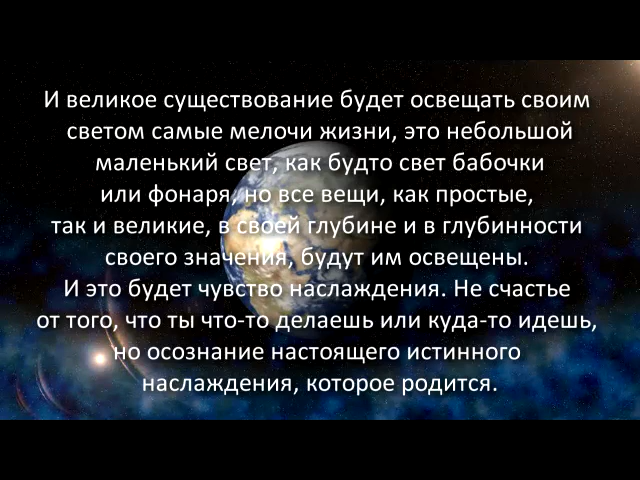 И великое существование будет освещать своим
светом самые мелочи жизни, это небольшой
маленький свет, как будто свет бабочки
или фонаря, но все вещи, как простые,
так и великие, в своей глубине и в глубинности
своего значения, будут им освещены.
И это будет чувство наслаждения. Не счастье
от того, что ты что-то делаешь или куда-то идешь,
но осознание настоящего истинного
наслаждения, которое родится.